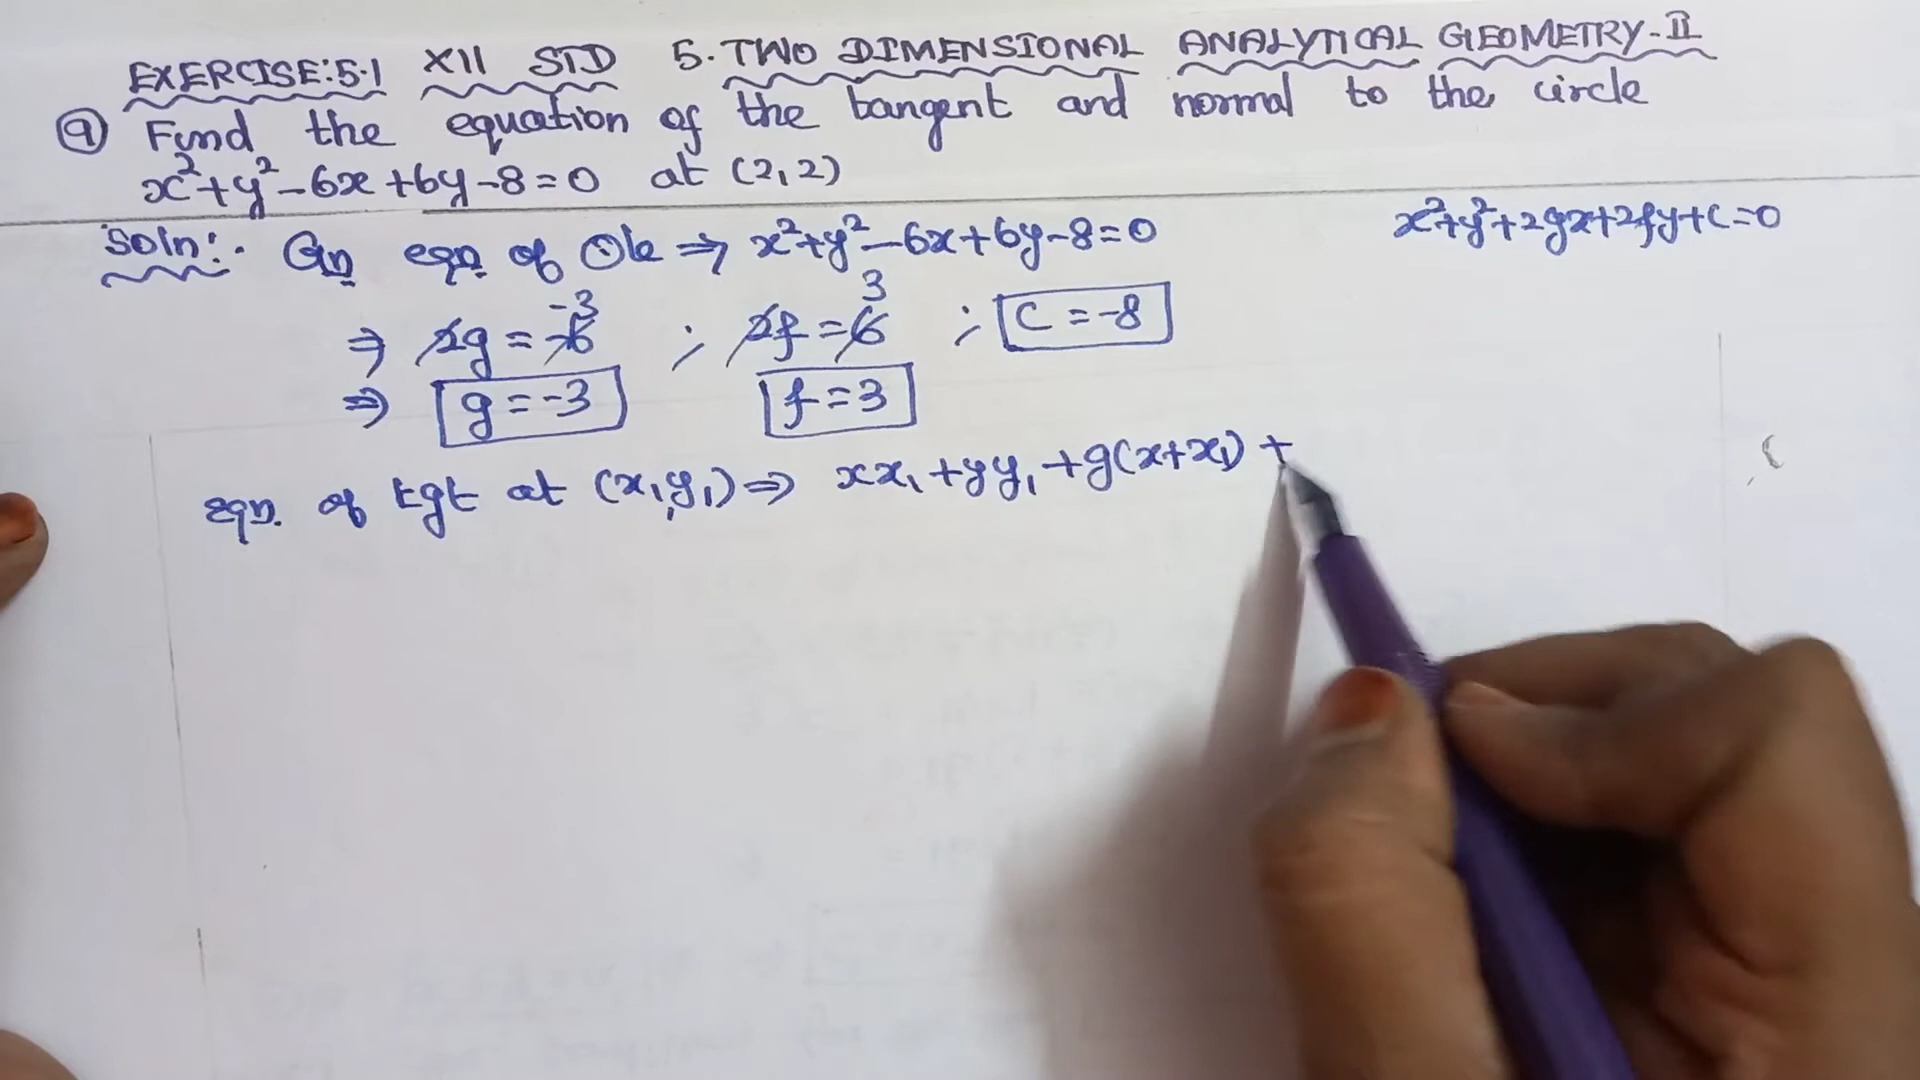 EXERCISE:5.1 XII STD 5. TWO DIMENSIONAL ANALYTICAL GEOMETRY-II
⑨ Find the equation of the tangent and normal to the circle
x²+y²-6x+6y-8=0 at (2,2)
Soln:- Gn eqn. of ⊙le ⇒ x²+y²-6x+6y-8=0 x²+y²+2gx+2fy+c=0
⇒ 2g = -6 -3 ; 2f = 6 3 ; C = -8
⇒ g = -3 f = 3
eqn. of tgt at (x₁,y₁) ⇒ xx₁ + yy₁ + g(x+x₁) +